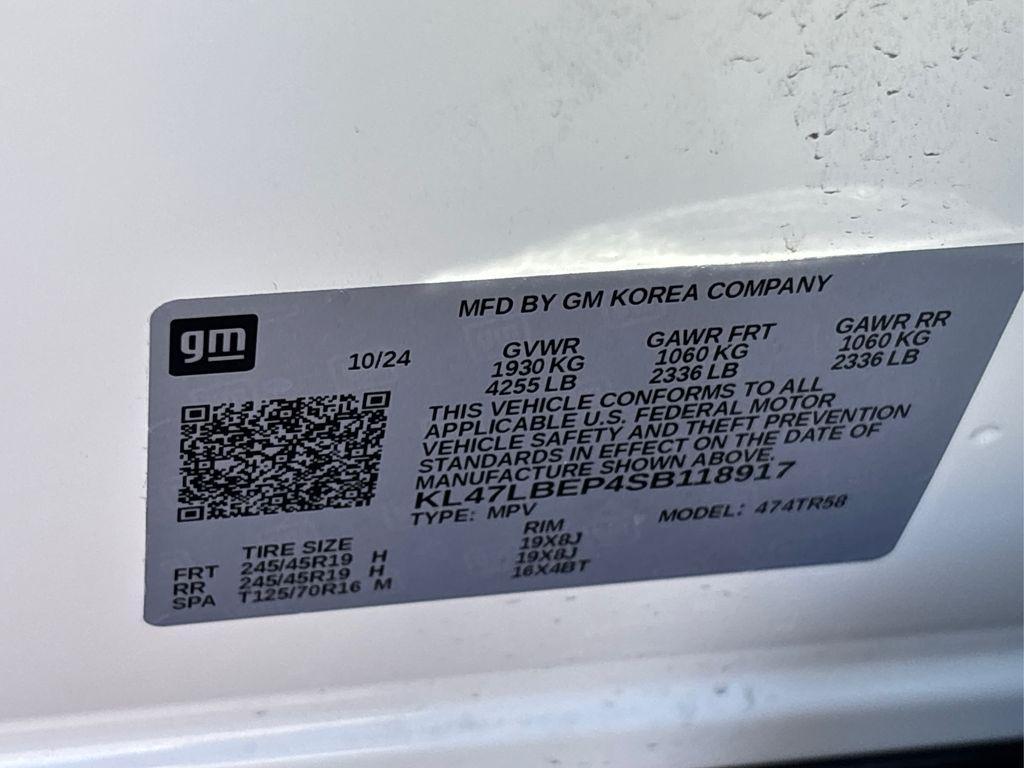 MFD BY GM KOREA COMPANY
gm
10/24
GVWR
1930 KG
4255 LB
GAWR FRT
1060 KG
2336 LB
GAWR RR
1060 KG
2336 LB
THIS VEHICLE CONFORMS TO ALL
APPLICABLE U.S. FEDERAL MOTOR
VEHICLE SAFETY AND THEFT PREVENTION
STANDARDS IN EFFECT ON THE DATE OF
MANUFACTURE SHOWN ABOVE.
KL47LBEP4SB118917
TYPE: MPV MODEL: 474TR58
TIRE SIZE RIM
FRT 245/45R19 H 19X8J
RR 245/45R19 H 19X8J
SPA T125/70R16 M 16X4BT